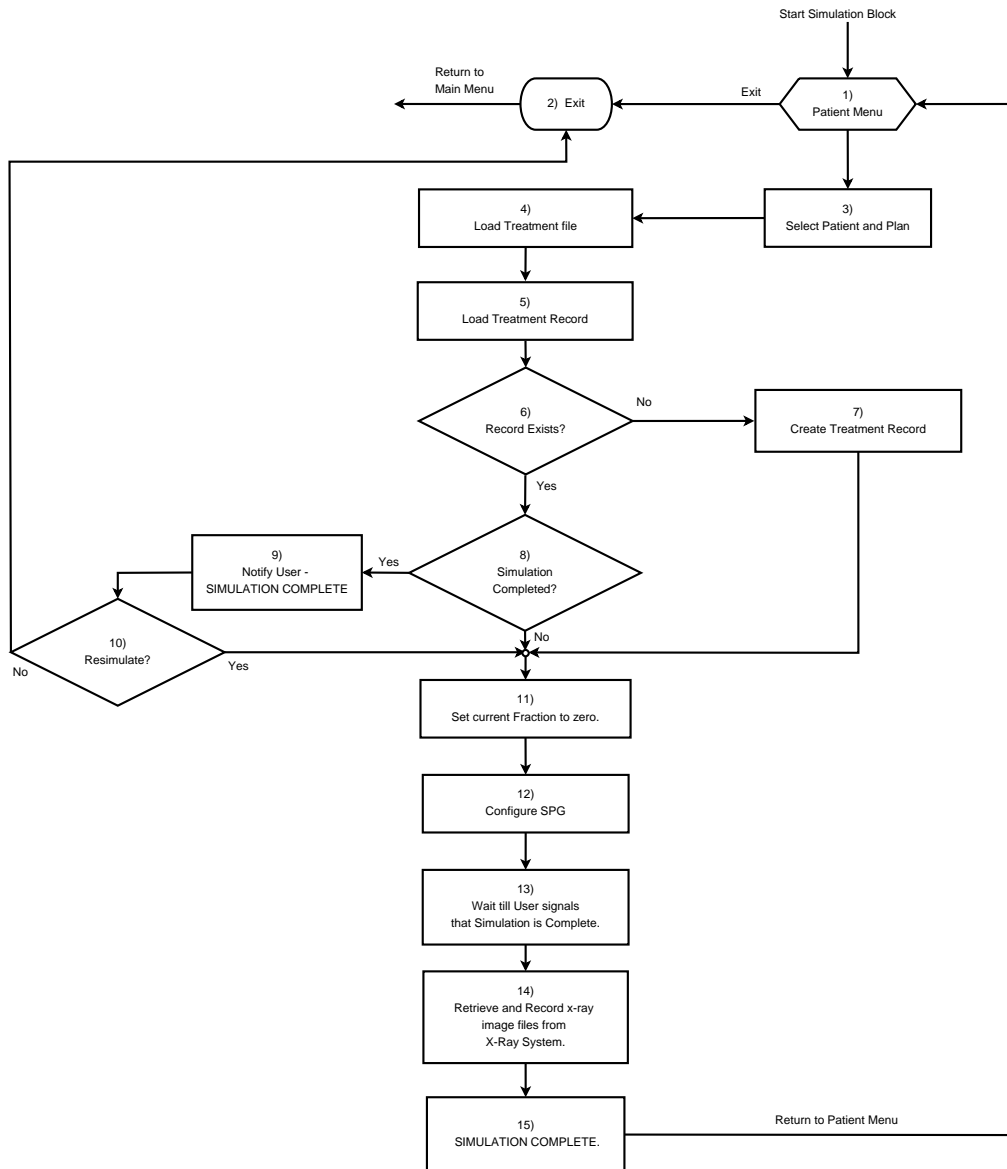 Start Simulation Block
Return to
Main Menu
2) Exit
Exit
1)
Patient Menu
4)
Load Treatment file
3)
Select Patient and Plan
5)
Load Treatment Record
6)
Record Exists?
No
7)
Create Treatment Record
Yes
8)
Simulation
Completed?
Yes
9)
Notify User -
SIMULATION COMPLETE
No
10)
Resimulate?
No
Yes
11)
Set current Fraction to zero.
12)
Configure SPG
13)
Wait till User signals
that Simulation is Complete.
14)
Retrieve and Record x-ray
image files from
X-Ray System.
15)
SIMULATION COMPLETE.
Return to Patient Menu